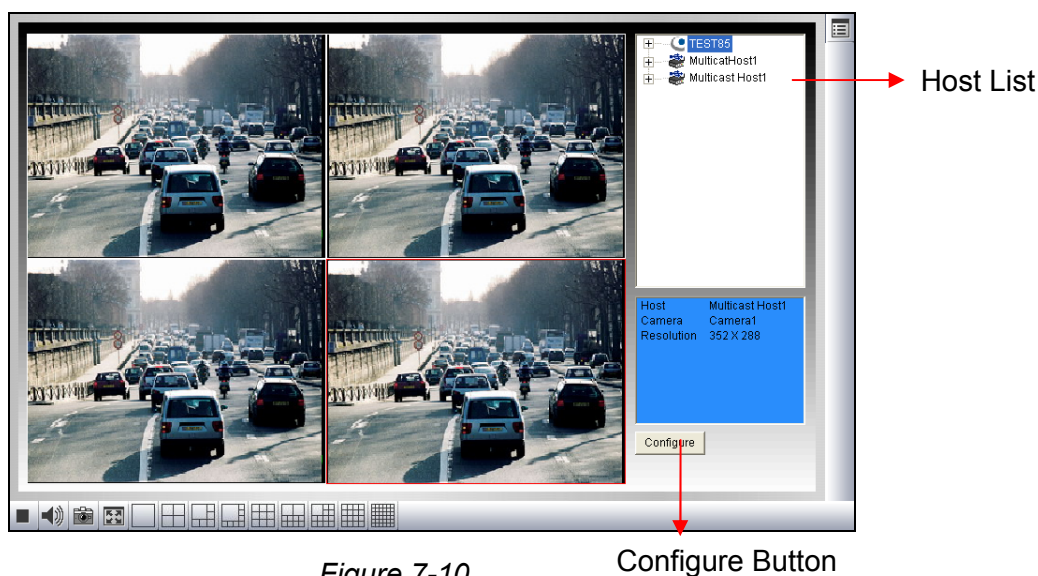 TEST85
MulticatHost1
Multicast Host1
Host List
Host Multicast Host1
Camera Camera1
Resolution 352 X 288
Configure
Configure Button
Figure 7-10